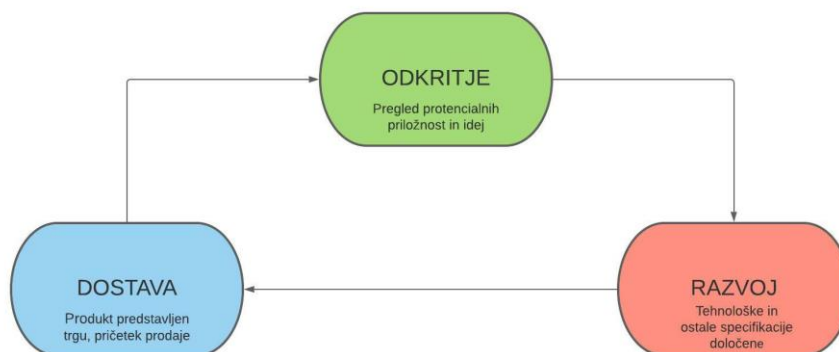 ODKRITJE
Pregled protencialnih
priložnost in idej
DOSTAVA
Produkt predstavljen
trgu, pričetek prodaje
RAZVOJ
Tehnološke in
ostale specifikacije
določene